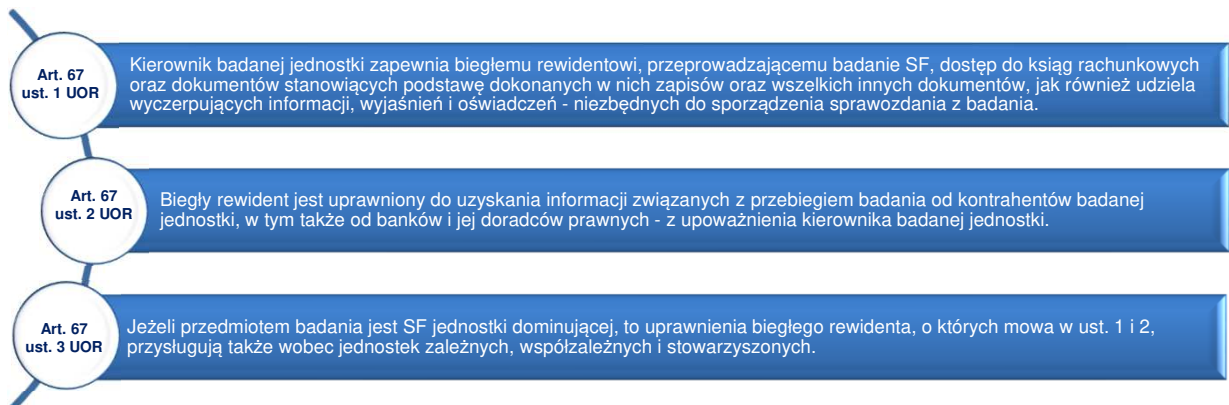 Art. 67
ust. 1 UOR
Kierownik badanej jednostki zapewnia biegłemu rewidentowi, przeprowadzającemu badanie SF, dostęp do ksiąg rachunkowych
oraz dokumentów stanowiących podstawę dokonanych w nich zapisów oraz wszelkich innych dokumentów, jak również udziela
wyczerpujących informacji, wyjaśnień i oświadczeń - niezbędnych do sporządzenia sprawozdania z badania.
Art. 67
ust. 2 UOR
Biegły rewident jest uprawniony do uzyskania informacji związanych z przebiegiem badania od kontrahentów badanej
jednostki, w tym także od banków i jej doradców prawnych - z upoważnienia kierownika badanej jednostki.
Art. 67
ust. 3 UOR
Jeżeli przedmiotem badania jest SF jednostki dominującej, to uprawnienia biegłego rewidenta, o których mowa w ust. 1 i 2,
przysługują także wobec jednostek zależnych, współzależnych i stowarzyszonych.